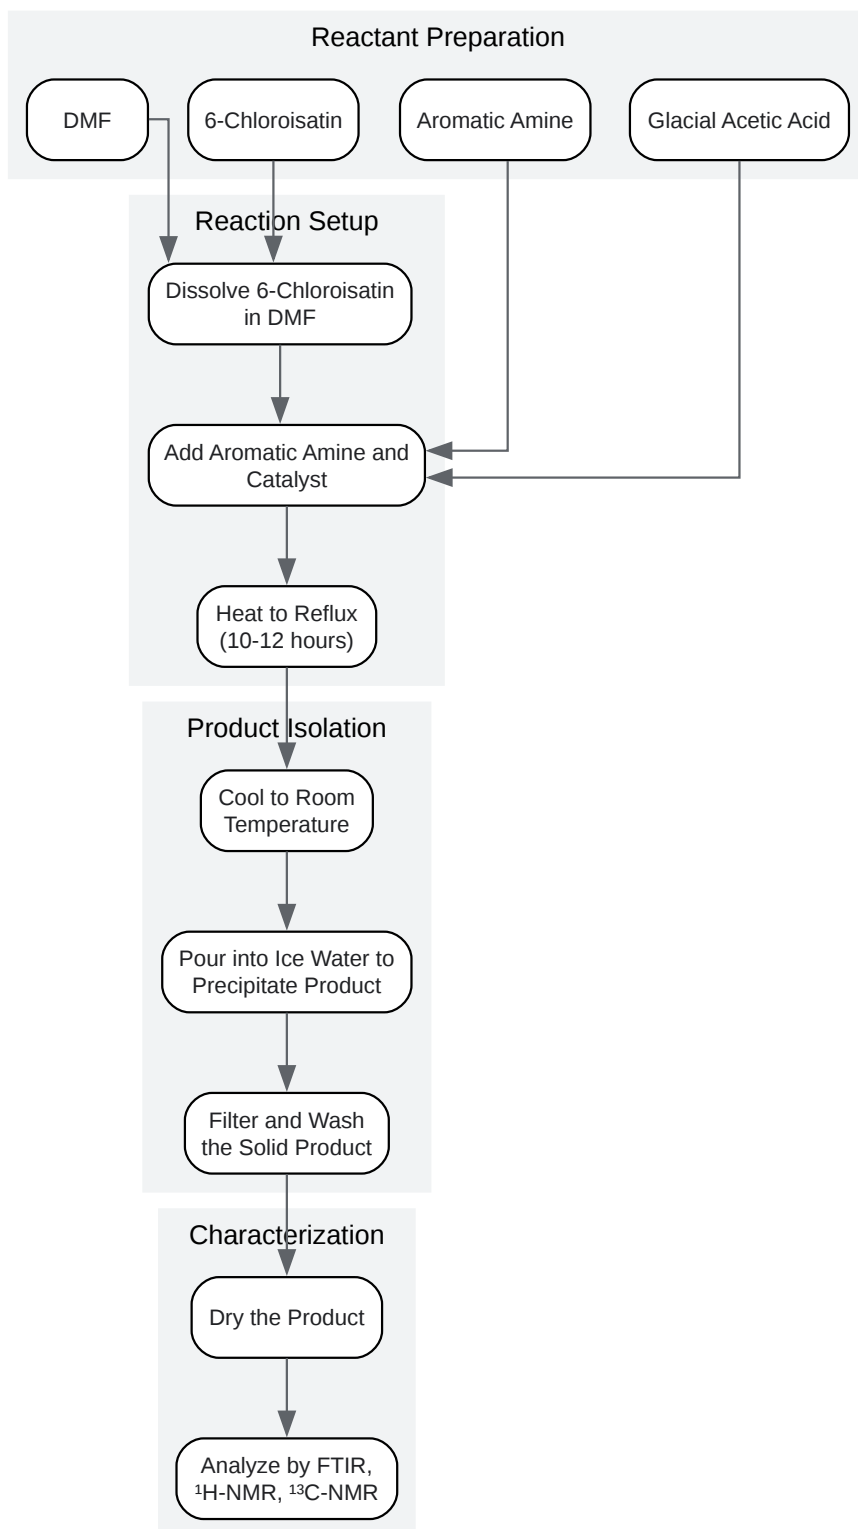 Reactant Preparation
DMF
6-Chloroisatin
Aromatic Amine
Glacial Acetic Acid
Reaction Setup
Dissolve 6-Chloroisatin
in DMF
Add Aromatic Amine and
Catalyst
Heat to Reflux
(10-12 hours)
Product Isolation
Cool to Room
Temperature
Pour into Ice Water to
Precipitate Product
Filter and Wash
the Solid Product
Characterization
Dry the Product
Analyze by FTIR,
¹H-NMR, ¹³C-NMR